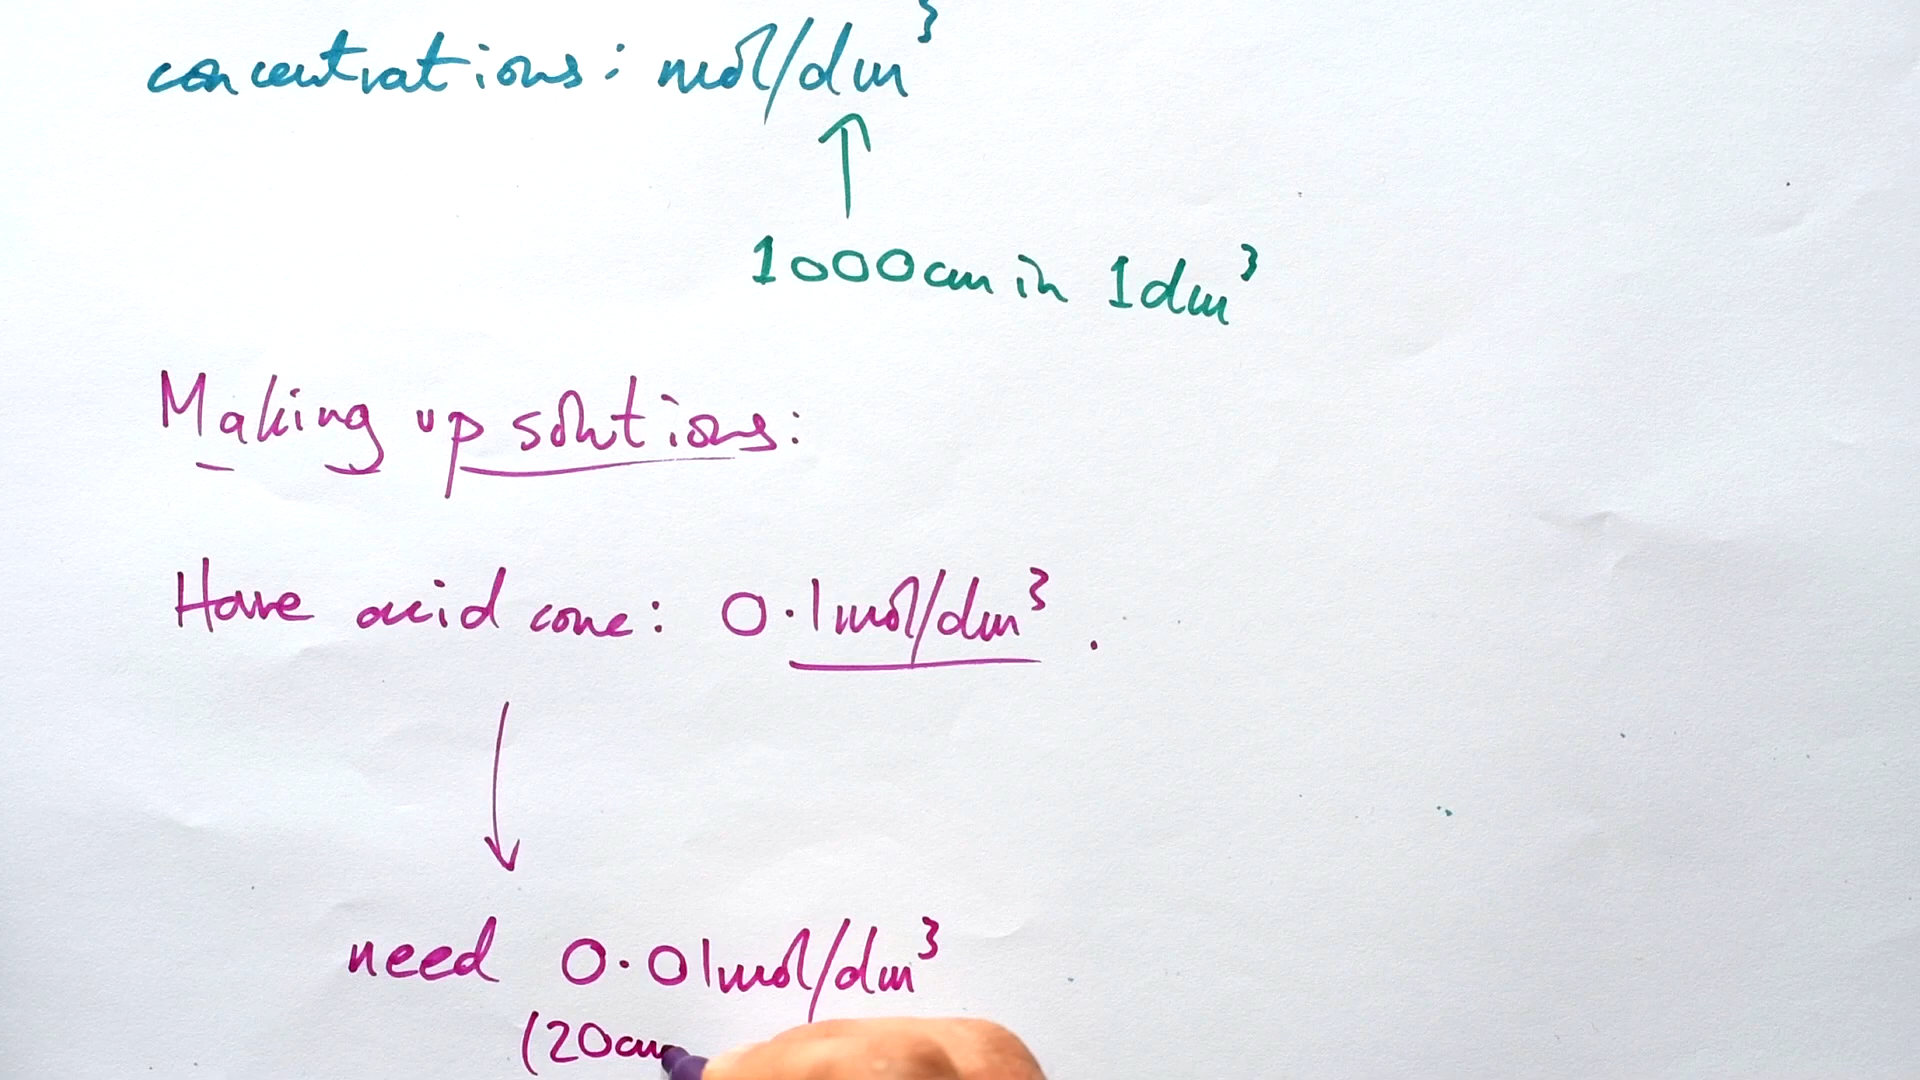 concentrations: mol/dm³
1000cm in 1dm³
Making up solutions:
Have acid conc: 0.1mol/dm³.
need 0.01mol/dm³
(20cm